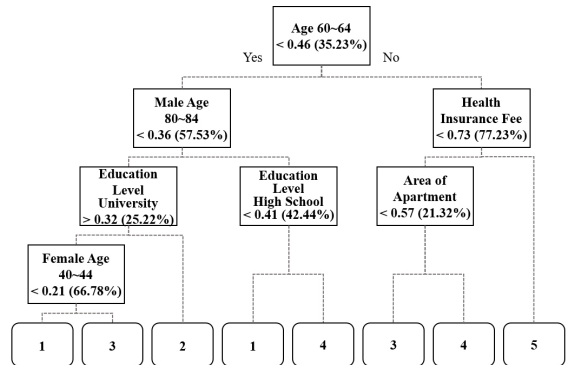 Age 60~64
< 0.46 (35.23%)
Yes
No
Male Age
80~84
< 0.36 (57.53%)
Health
Insurance Fee
< 0.73 (77.23%)
Education
Level
University
> 0.32 (25.22%)
Education
Level
High School
< 0.41 (42.44%)
Area of
Apartment
< 0.57 (21.32%)
Female Age
40~44
< 0.21 (66.78%)
1
3
2
1
4
3
4
5